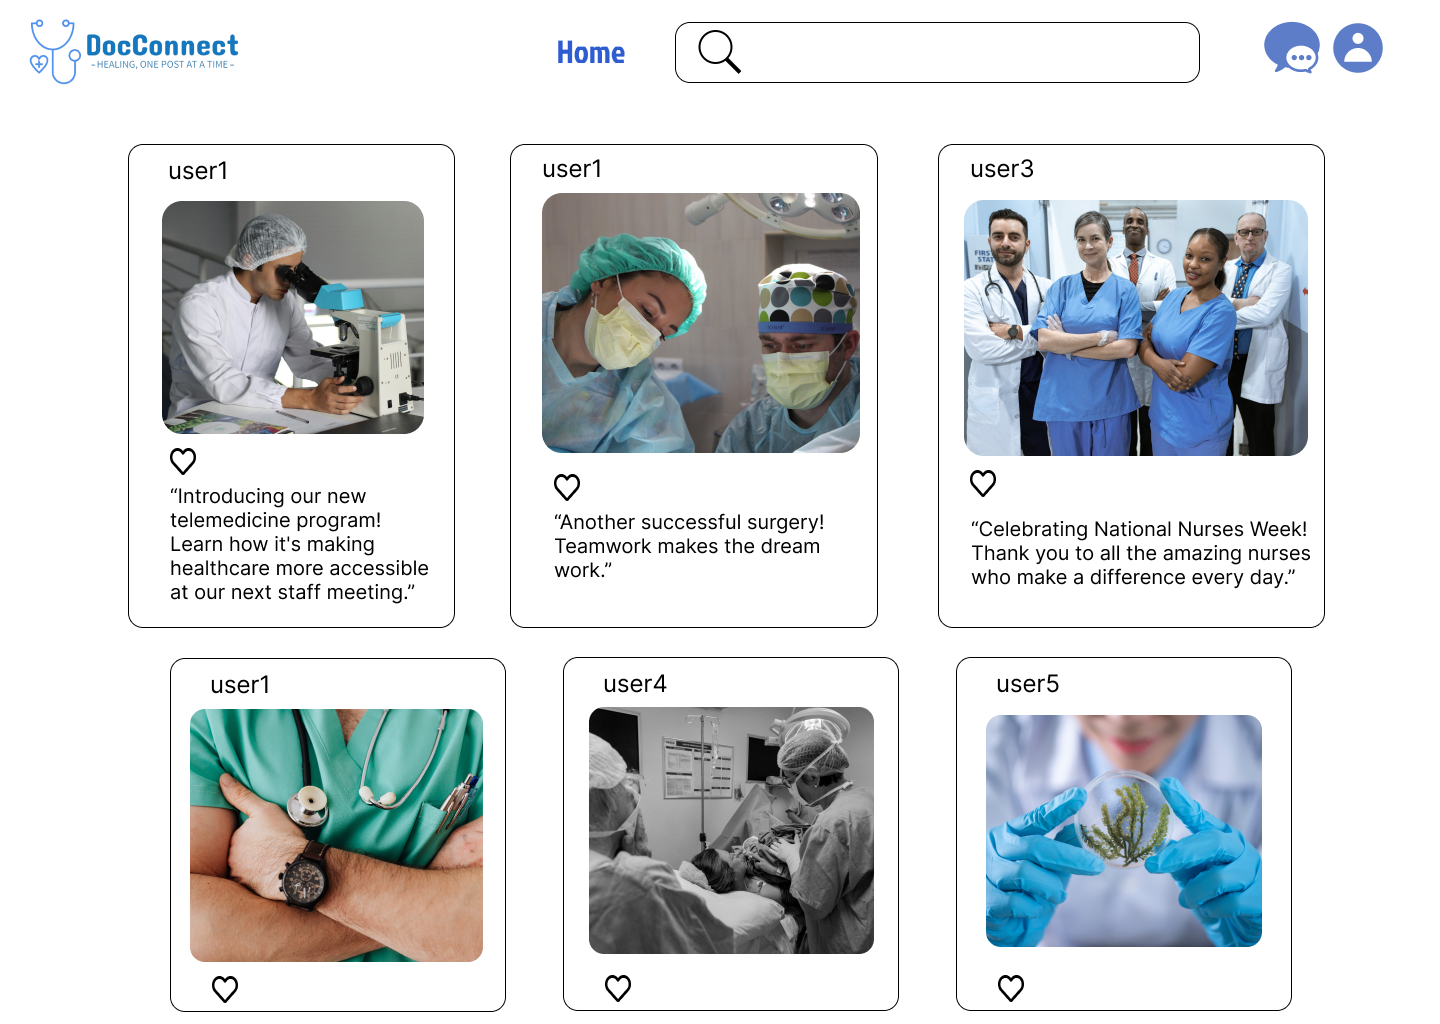 DocConnect
-HEALING, ONE POST AT A TIME-
Home
user1
user1
user3
FIRS
STAT
“Introducing our new
telemedicine program!
Learn how it's making
healthcare more accessible
at our next staff meeting.”
“Another successful surgery!
Teamwork makes the dream
work.”
“Celebrating National Nurses Week!
Thank you to all the amazing nurses
who make a difference every day.”
user1
user4
user5